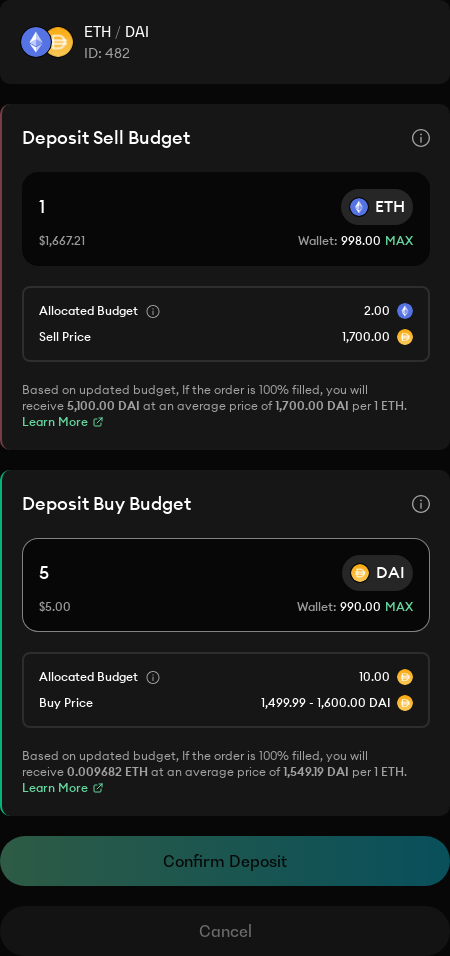 ETH / DAI
ID: 482
Deposit Sell Budget
1
ETH
$1,667.21
Wallet: 998.00 MAX
Allocated Budget
2.00
Sell Price
1,700.00
Based on updated budget, If the order is 100% filled, you will
receive 5,100.00 DAI at an average price of 1,700.00 DAI per 1 ETH.
Learn More
Deposit Buy Budget
5
DAI
$5.00
Wallet: 990.00 MAX
Allocated Budget
10.00
Buy Price
1,499.99 - 1,600.00 DAI
Based on updated budget, If the order is 100% filled, you will
receive 0.009682 ETH at an average price of 1,549.19 DAI per 1 ETH.
Learn More
Confirm Deposit
Cancel